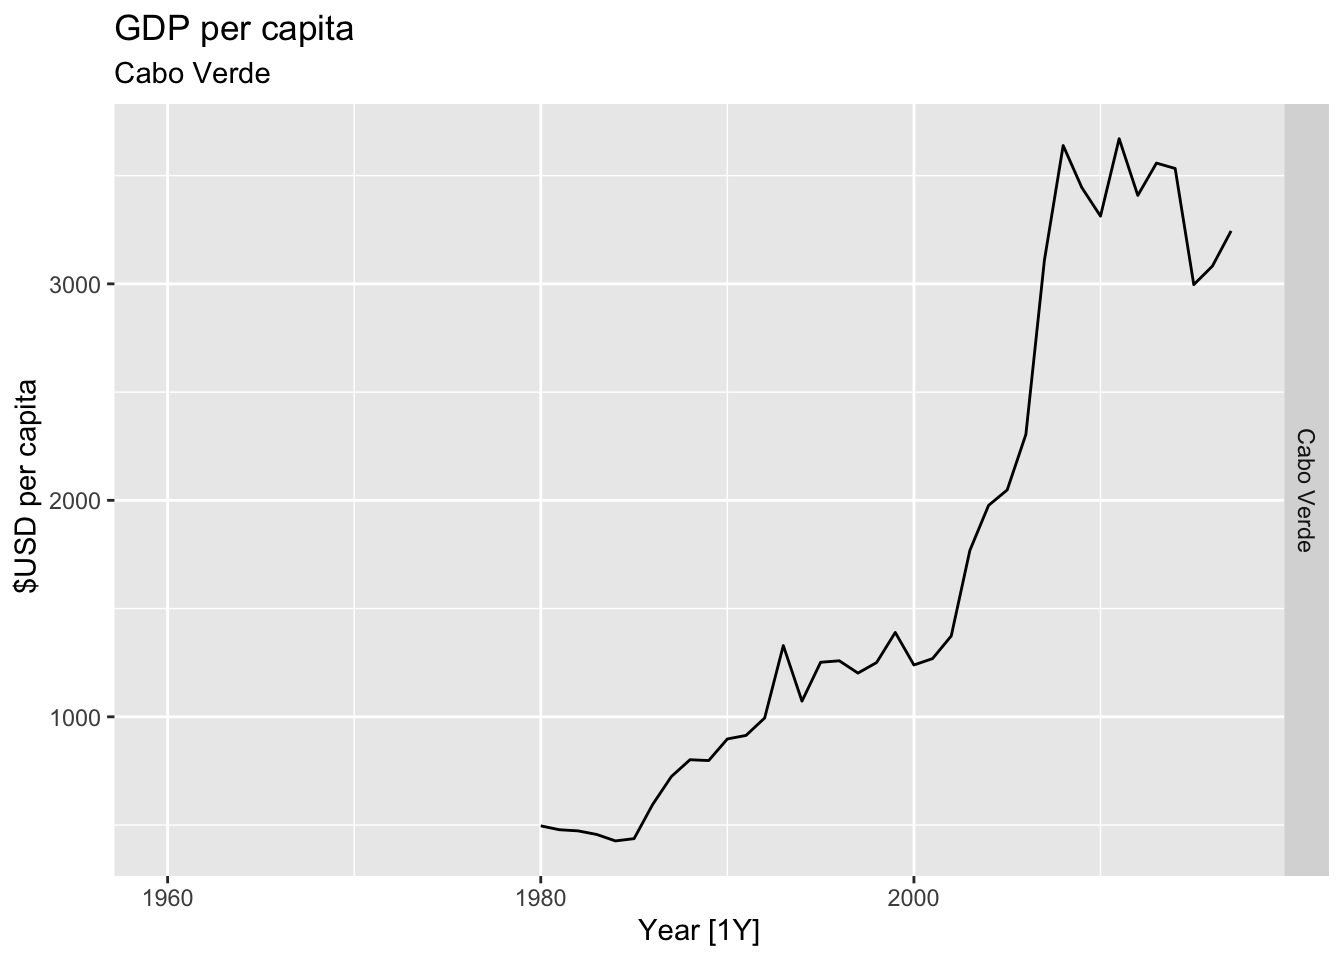 GDP per capita
Cabo Verde
3000
2000
1000
$USD per capita
Cabo Verde
1960
1980
2000
Year [1Y]